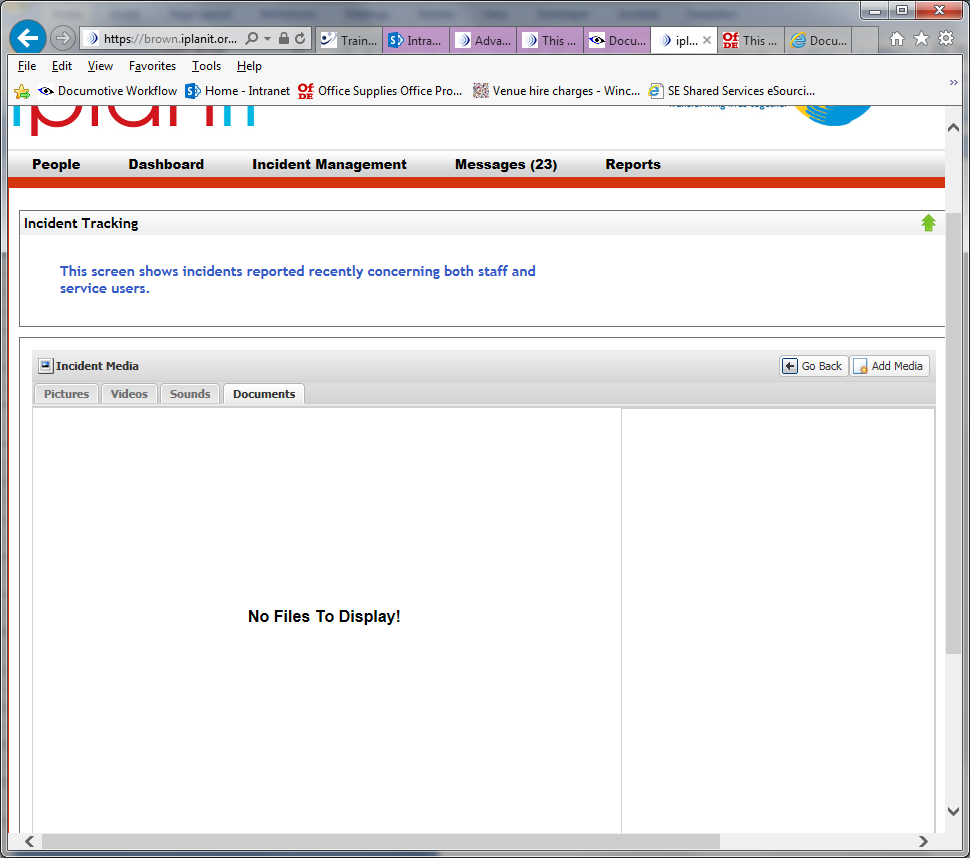 https://brown.iplanit.or...
Train...
Intra...
Adva...
This ...
Docu...
ipl...
This ...
Docu...
File Edit View Favorites Tools Help
Documotive Workflow
Home - Intranet
Office Supplies Office Pro...
Venue hire charges - Winc...
SE Shared Services eSourci...
iplanit
People Dashboard Incident Management Messages (23) Reports
Incident Tracking
This screen shows incidents reported recently concerning both staff and
service users.
Incident Media
Go Back
Add Media
Pictures Videos Sounds Documents
No Files To Display!